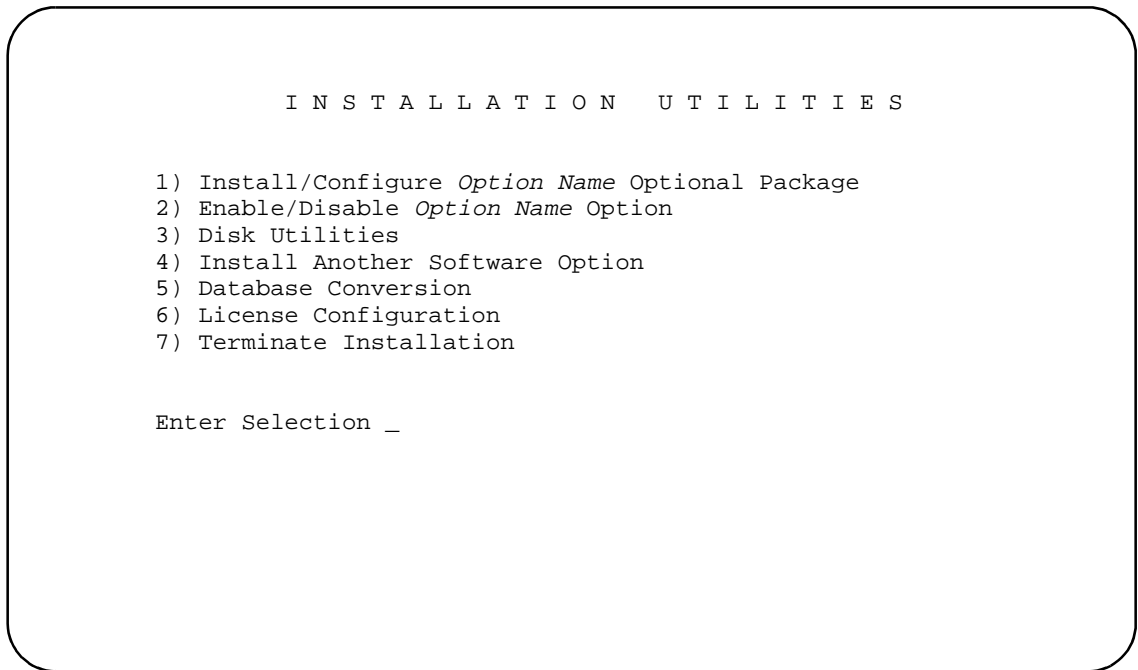 I N S T A L L A T I O N   U T I L I T I E S
1) Install/Configure Option Name Optional Package
2) Enable/Disable Option Name Option
3) Disk Utilities
4) Install Another Software Option
5) Database Conversion
6) License Configuration
7) Terminate Installation
Enter Selection _